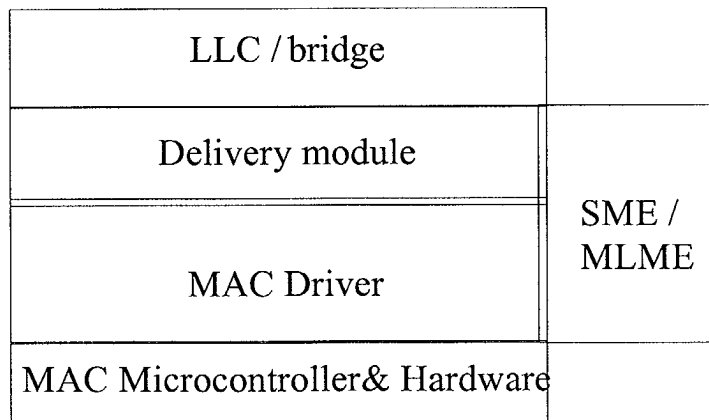 LLC / bridge
Delivery module
SME /
MLME
MAC Driver
MAC Microcontroller& Hardware